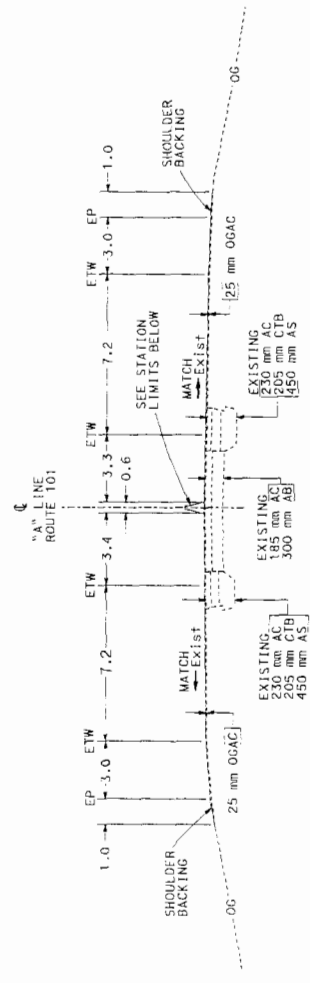 ℄
"A" LINE
ROUTE 101
1.0
EP
3.0
ETW
7.2
ETW
3.4
3.3
0.6
ETW
7.2
ETW
3.0
EP
1.0
SEE STATION
LIMITS BELOW
SHOULDER
BACKING
MATCH
Exist
MATCH
Exist
SHOULDER
BACKING
OG
25 mm OGAC
25 mm OGAC
OG
EXISTING
230 mm AC
205 mm CTB
450 mm AS
EXISTING
185 mm AC
300 mm AB
EXISTING
230 mm AC
205 mm CTB
450 mm AS